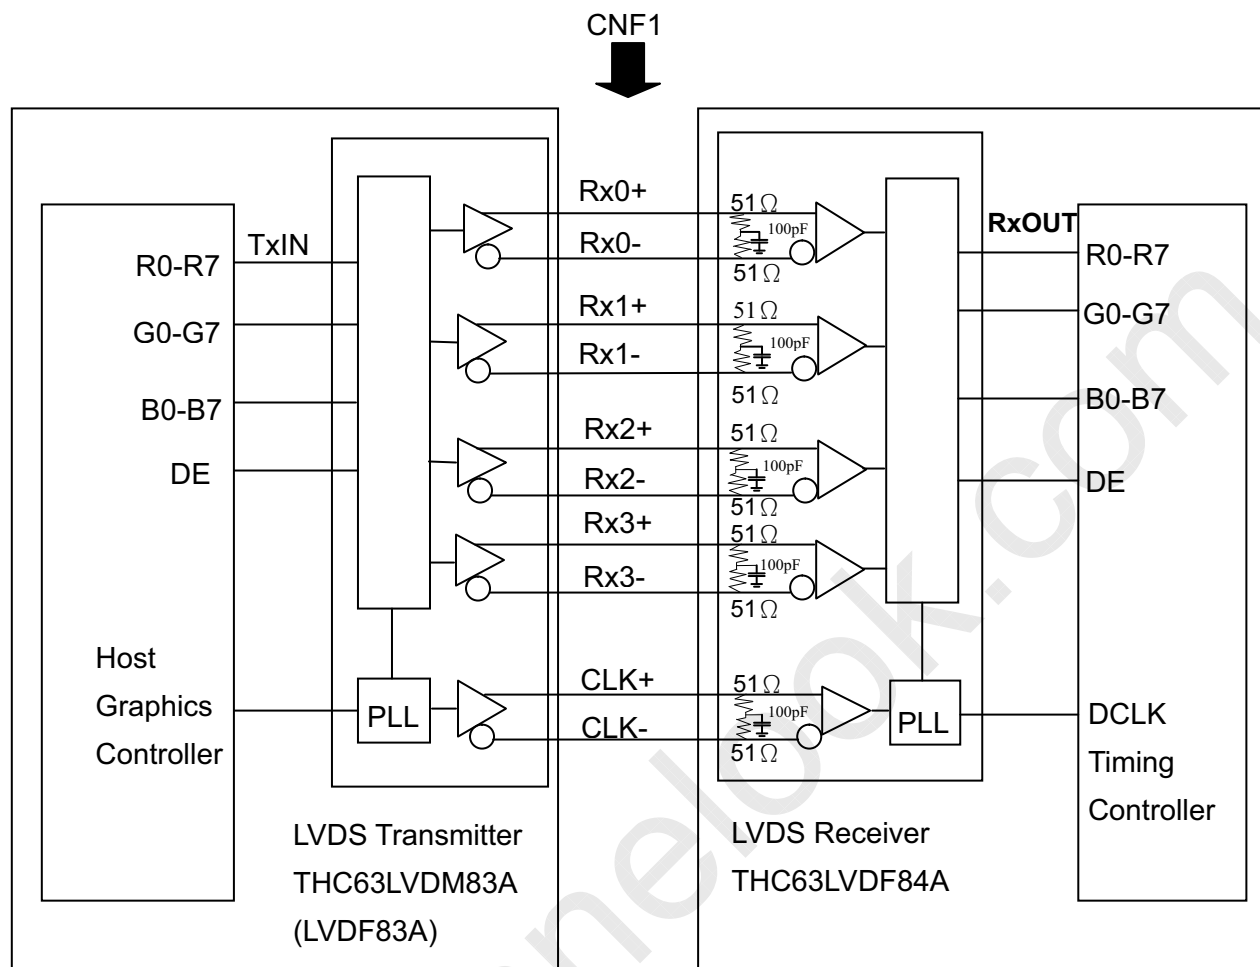 CNF1
Host
Graphics
Controller
R0-R7
G0-G7
B0-B7
DE
TxIN
PLL
LVDS Transmitter
THC63LVDM83A
(LVDF83A)
Rx0+
Rx0-
Rx1+
Rx1-
Rx2+
Rx2-
Rx3+
Rx3-
CLK+
CLK-
51Ω
100pF
51Ω
51Ω
100pF
51Ω
51Ω
100pF
51Ω
51Ω
100pF
51Ω
51Ω
100pF
51Ω
PLL
LVDS Receiver
THC63LVDF84A
RxOUT
R0-R7
G0-G7
B0-B7
DE
DCLK
Timing
Controller
nelook.com